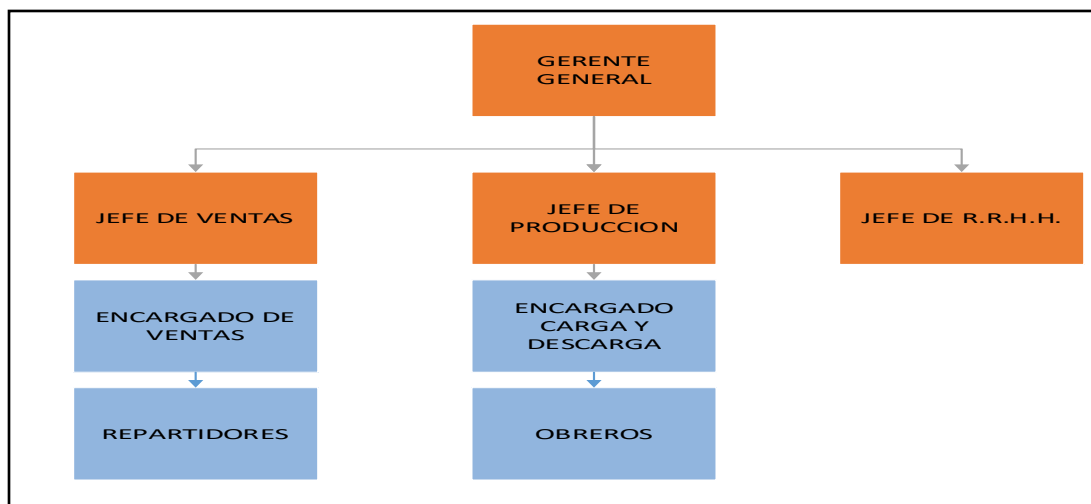 GERENTE
GENERAL
JEFE DE VENTAS
JEFE DE
PRODUCCION
JEFE DE R.R.H.H.
ENCARGADO DE
VENTAS
ENCARGADO
CARGA Y
DESCARGA
REPARTIDORES
OBREROS